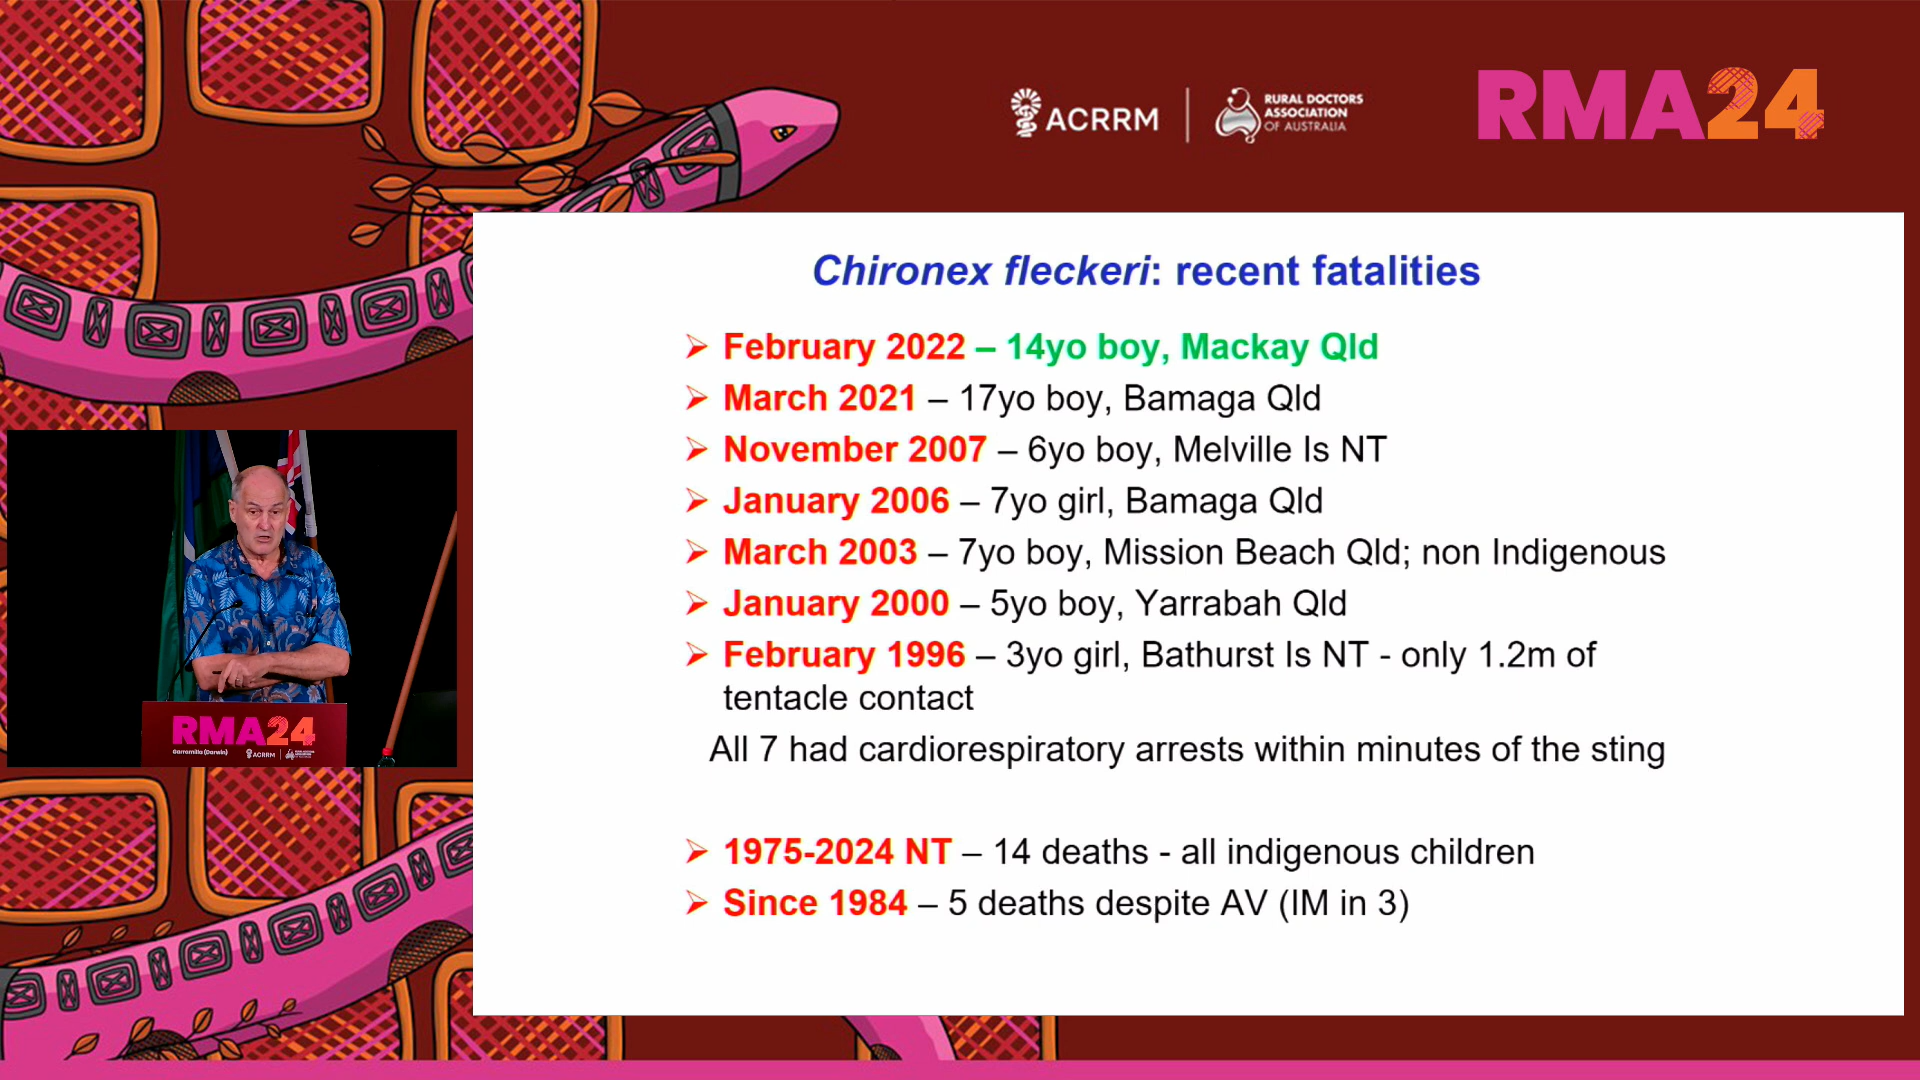 ACRRM
RURAL DOCTORS
ASSOCIATION
OF AUSTRALIA
RMA24
Chironex fleckeri: recent fatalities
➢ February 2022 – 14yo boy, Mackay Qld
➢ March 2021 – 17yo boy, Bamaga Qld
➢ November 2007 – 6yo boy, Melville Is NT
➢ January 2006 – 7yo girl, Bamaga Qld
➢ March 2003 – 7yo boy, Mission Beach Qld; non Indigenous
➢ January 2000 – 5yo boy, Yarrabah Qld
➢ February 1996 – 3yo girl, Bathurst Is NT - only 1.2m of
tentacle contact
All 7 had cardiorespiratory arrests within minutes of the sting
➢ 1975-2024 NT – 14 deaths - all indigenous children
➢ Since 1984 – 5 deaths despite AV (IM in 3)
RMA24
Garramilla (Darwin)
ACRRM